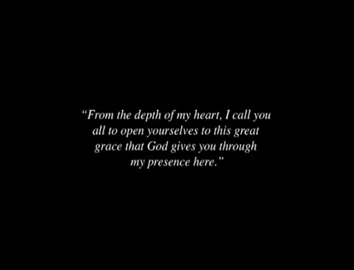 “From the depth of my heart, I call you
all to open yourselves to this great
grace that God gives you through
my presence here.”